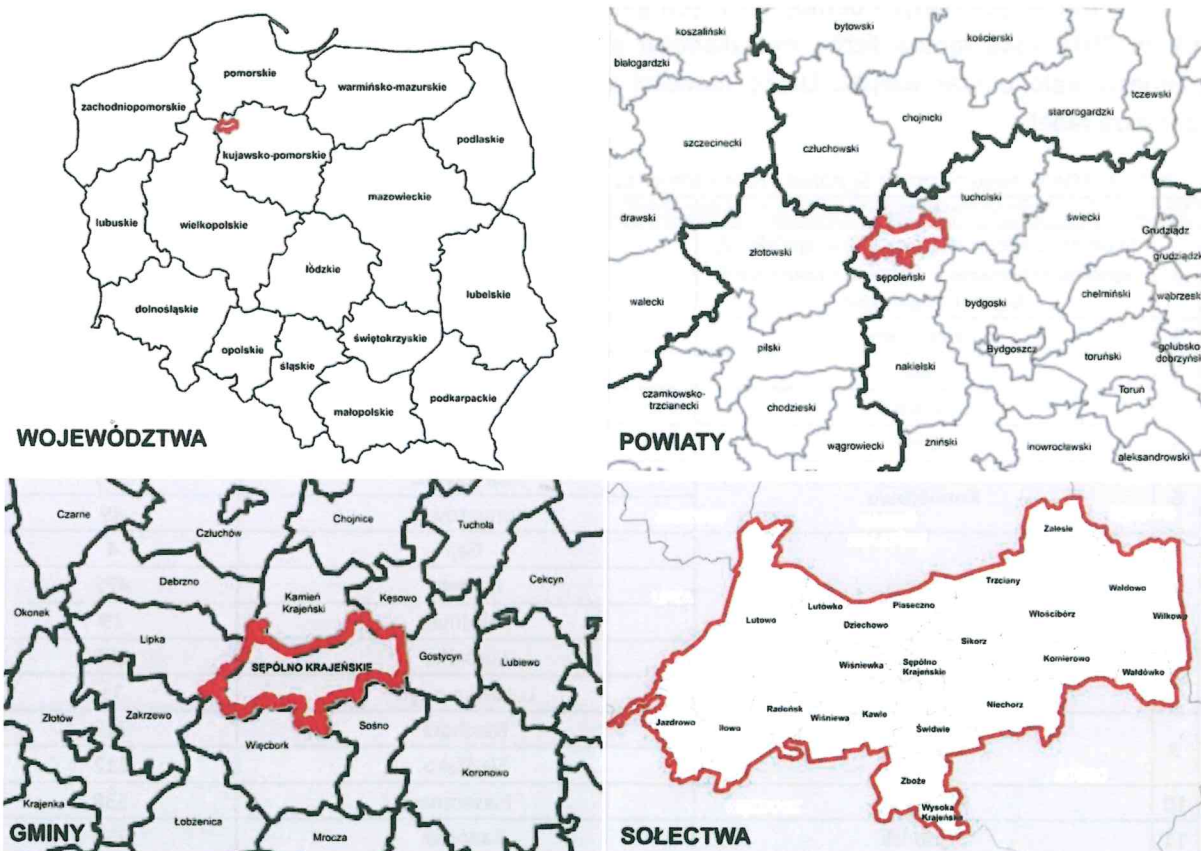 pomorskie
warmińsko-mazurskie
zachodniopomorskie
podlaskie
kujawsko-pomorskie
mazowieckie
lubuskie
wielkopolskie
łódzkie
lubelskie
dolnośląskie
świętokrzyskie
opolskie
śląskie
podkarpackie
małopolskie
WOJEWÓDZTWA
koszaliński
bytowski
kościerski
białogardzki
tczewski
starorogardzki
chojnicki
szczecinecki
człuchowski
tucholski
świecki
drawski
Grudziądz
złotowski
grudziądzk
sępoleński
wałecki
bydgoski
chełmiński
wąbrzeski
pilski
Bydgoszcz
toruński
golubsko-
dobrzyńsk
nakielski
czarnkowsko-
trzcianecki
Toruń
chodzieski
wągrowiecki
żniński
inowrocławski
aleksandrowski
POWIATY
Czarne
Człuchów
Chojnice
Tuchola
Debrzno
Cekcyn
Kamień
Krajeński
Kęsowo
Okonek
Lipka
SĘPÓLNO KRAJEŃSKIE
Gostycyn
Lubiewo
Złotów
Zakrzewo
Sośno
Więcbork
Koronowo
Krajenka
Łobżenica
Mrocza
GMINY
Zalesie
Trzciany
Wałdowo
Lutówko
Piaseczno
Lutowo
Dziechowo
Włościbórz
Wilkowo
Sikorz
Wiśniewka
Sępólno
Krajeńskie
Komierowo
Wałdówko
Radońsk
Wiśniewa
Kawle
Niechorz
Jazdrowo
Iłowo
Świdwie
Zboże
Wysoka
Krajeńska
SOŁECTWA